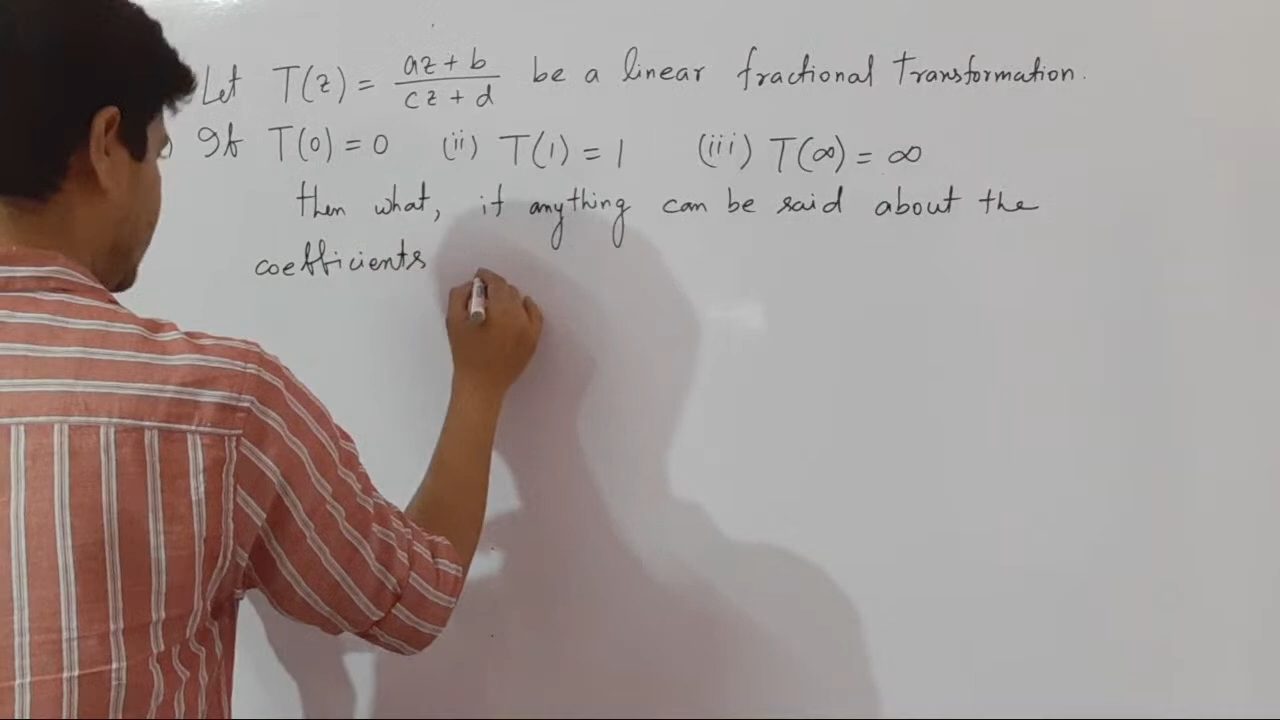 Let T(z) = az + b / cz + d be a linear fractional Transformation.
) If T(0) = 0 (ii) T(1) = 1 (iii) T(∞) = ∞
then what, if anything can be said about the
coefficients